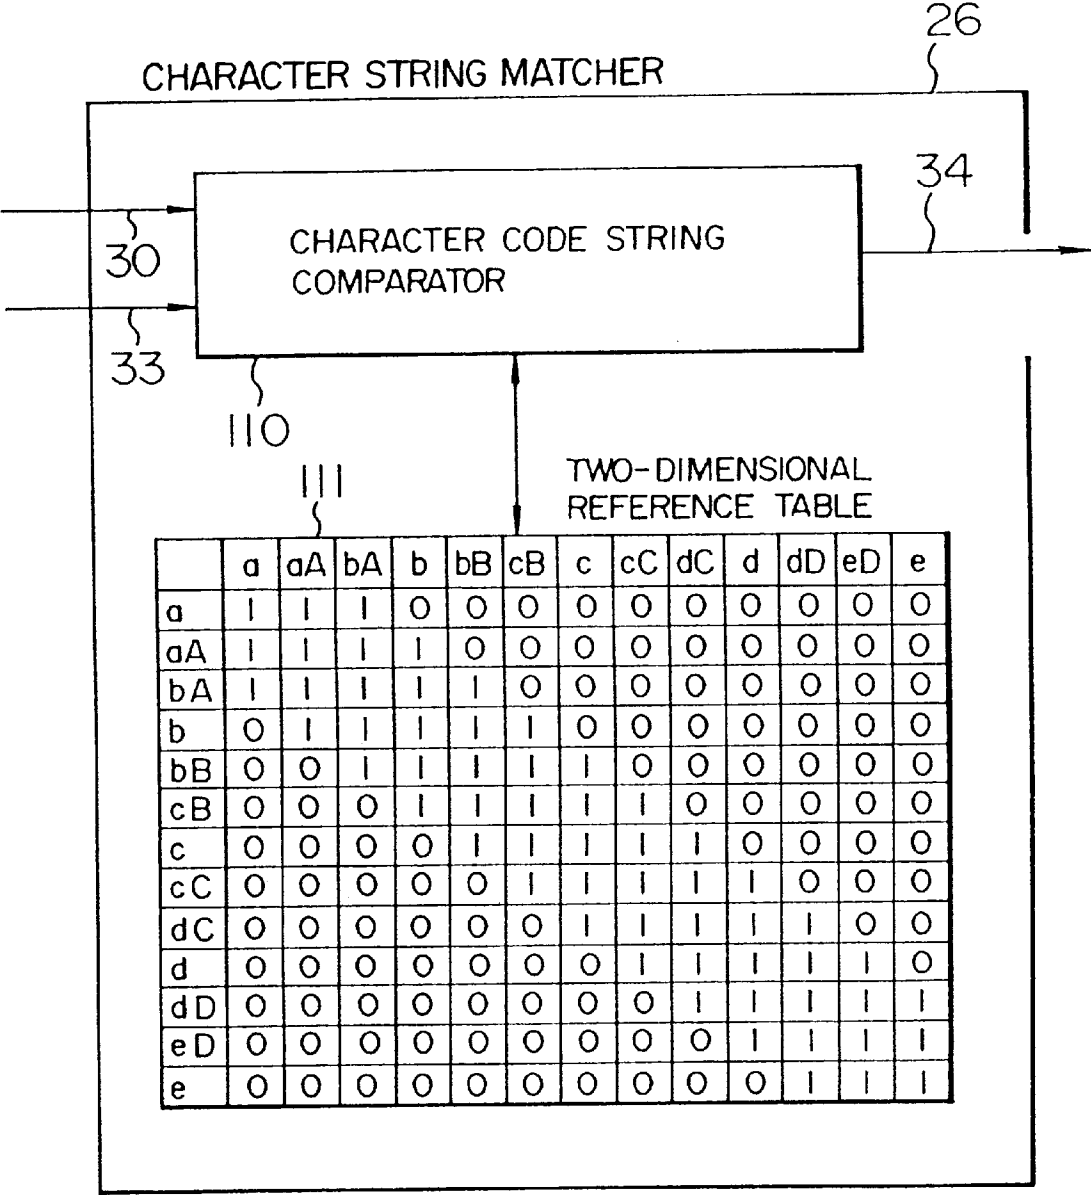 26
CHARACTER STRING MATCHER
34
30
CHARACTER CODE STRING
COMPARATOR
33
110
111
TWO-DIMENSIONAL
REFERENCE TABLE
a aA bA b bB cB c cC dC d dD eD e
a 1 1 1 0 0 0 0 0 0 0 0 0 0
aA 1 1 1 1 0 0 0 0 0 0 0 0 0
bA 1 1 1 1 1 0 0 0 0 0 0 0 0
b 0 1 1 1 1 1 0 0 0 0 0 0 0
bB 0 0 1 1 1 1 1 0 0 0 0 0 0
cB 0 0 0 1 1 1 1 1 0 0 0 0 0
c 0 0 0 0 1 1 1 1 1 0 0 0 0
cC 0 0 0 0 0 1 1 1 1 1 0 0 0
dC 0 0 0 0 0 0 1 1 1 1 1 0 0
d 0 0 0 0 0 0 0 1 1 1 1 1 0
dD 0 0 0 0 0 0 0 0 1 1 1 1 1
eD 0 0 0 0 0 0 0 0 0 1 1 1 1
e 0 0 0 0 0 0 0 0 0 0 1 1 1